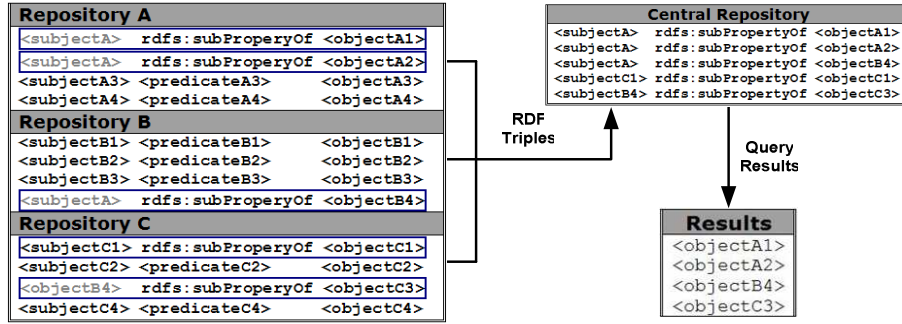 Repository A
<subjectA> rdfs:subProperyOf <objectA1>
<subjectA> rdfs:subProperyOf <objectA2>
<subjectA3> <predicateA3> <objectA3>
<subjectA4> <predicateA4> <objectA4>
Repository B
<subjectB1> <predicateB1> <objectB1>
<subjectB2> <predicateB2> <objectB2>
<subjectB3> <predicateB3> <objectB3>
<subjectA> rdfs:subProperyOf <objectB4>
Repository C
<subjectC1> rdfs:subProperyOf <objectC1>
<subjectC2> <predicateC2> <objectC2>
<objectB4> rdfs:subProperyOf <objectC3>
<subjectC4> <predicateC4> <objectC4>
RDF
Triples
Central Repository
<subjectA> rdfs:subPropertyOf <objectA1>
<subjectA> rdfs:subPropertyOf <objectA2>
<subjectA> rdfs:subPropertyOf <objectB4>
<subjectC1> rdfs:subPropertyOf <objectC1>
<subjectB4> rdfs:subPropertyOf <objectC3>
Query
Results
Results
<objectA1>
<objectA2>
<objectB4>
<objectC3>